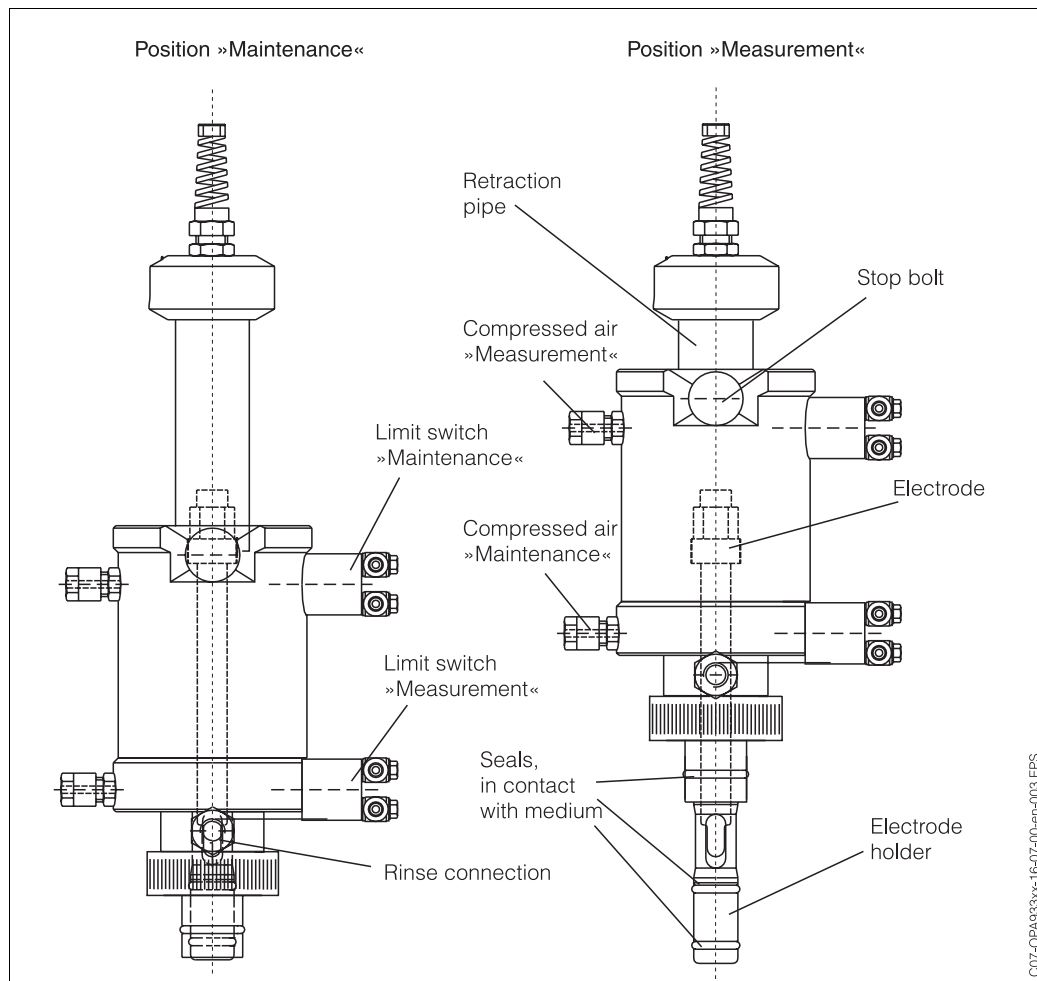 Position »Maintenance«
Position »Measurement«
Retraction
pipe
Stop bolt
Compressed air
»Measurement«
Limit switch
»Maintenance«
Electrode
Compressed air
»Maintenance«
Limit switch
»Measurement«
Seals,
in contact
with medium
Electrode
holder
Rinse connection
C07-CPA933xx-16-07-00-en-003.EPS